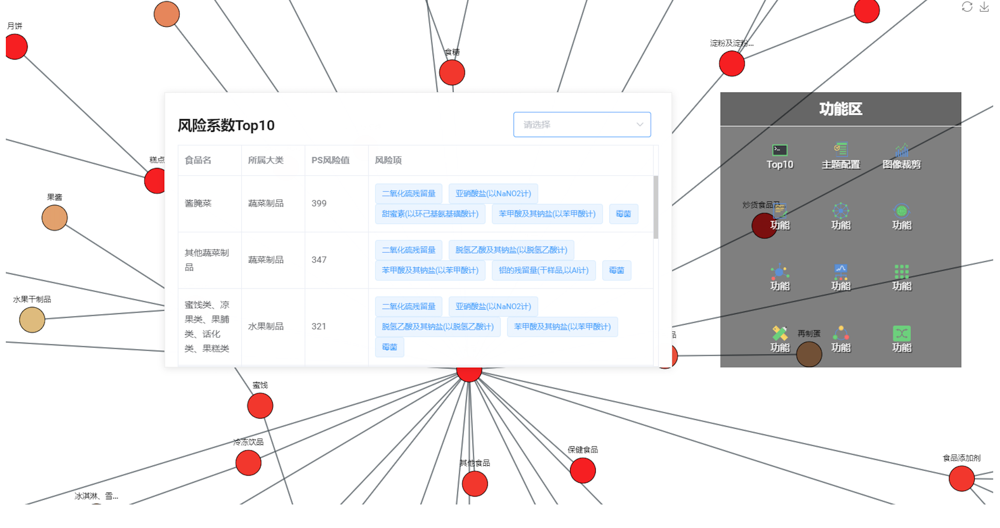 月饼
食糖
淀粉及淀粉...
糕点
果酱
水果干制品
风险系数Top10
请选择
食品名
所属大类
PS风险值
风险项
酱腌菜
蔬菜制品
399
二氧化硫残留量
亚硝酸盐(以NaNO2计)
甜蜜素(以环己基氨基磺酸计)
苯甲酸及其钠盐(以苯甲酸计)
霉菌
其他蔬菜制
品
蔬菜制品
347
二氧化硫残留量
脱氢乙酸及其钠盐(以脱氢乙酸计)
苯甲酸及其钠盐(以苯甲酸计)
铝的残留量(干样品,以Al计)
霉菌
蜜饯类、凉
果类、果脯
类、话化
类、果糕类
水果制品
321
二氧化硫残留量
亚硝酸盐(以NaNO2计)
脱氢乙酸及其钠盐(以脱氢乙酸计)
苯甲酸及其钠盐(以苯甲酸计)
霉菌
品
功能区
Top10
主题配置
图像裁剪
炒货食品及...
功能
功能
功能
功能
功能
功能
再制蛋
功能
功能
功能
蜜饯
冷冻饮品
其他食品
保健食品
食品添加剂
冰淇淋、雪...